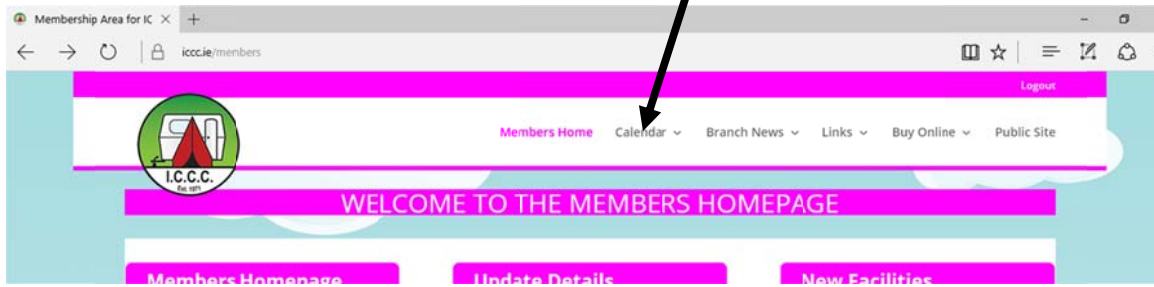 Membership Area for IC
iccc.ie/members
Logout
Members Home Calendar Branch News Links Buy Online Public Site
I.C.C.C.
Est. 1971
WELCOME TO THE MEMBERS HOMEPAGE
Members Homepage Update Details New Facilities